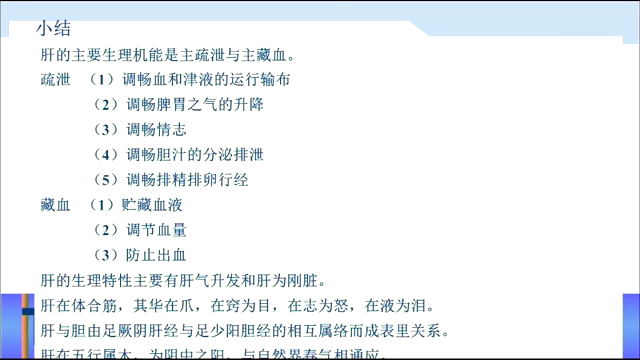 小结
肝的主要生理机能是主疏泄与主藏血。
疏泄 （1）调畅血和津液的运行输布
（2）调畅脾胃之气的升降
（3）调畅情志
（4）调畅胆汁的分泌排泄
（5）调畅排精排卵行经
藏血 （1）贮藏血液
（2）调节血量
（3）防止出血
肝的生理特性主要有肝气升发和肝为刚脏。
肝在体合筋，其华在爪，在窍为目，在志为怒，在液为泪。
肝与胆由足厥阴肝经与足少阳胆经的相互属络而成表里关系。
肝在五行属木，为阴中之阳，与自然界春气相通应。